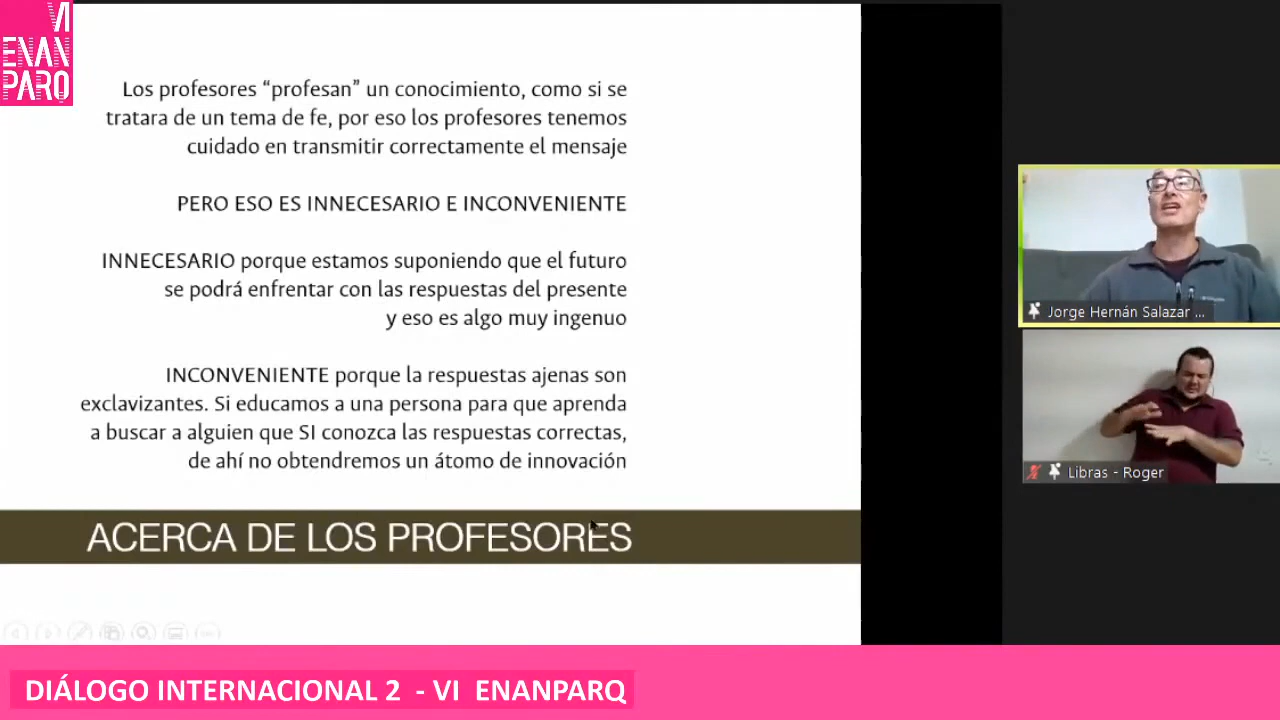 VI
ENAN
PARQ
Los profesores “profesan” un conocimiento, como si se
tratara de un tema de fe, por eso los profesores tenemos
cuidado en transmitir correctamente el mensaje
PERO ESO ES INNECESARIO E INCONVENIENTE
INNECESARIO porque estamos suponiendo que el futuro
se podrá enfrentar con las respuestas del presente
y eso es algo muy ingenuo
INCONVENIENTE porque la respuestas ajenas son
exclavizantes. Si educamos a una persona para que aprenda
a buscar a alguien que SI conozca las respuestas correctas,
de ahí no obtendremos un átomo de innovación
ACERCA DE LOS PROFESORES
Jorge Hernán Salazar ...
Libras - Roger
DIÁLOGO INTERNACIONAL 2 - VI ENANPARQ